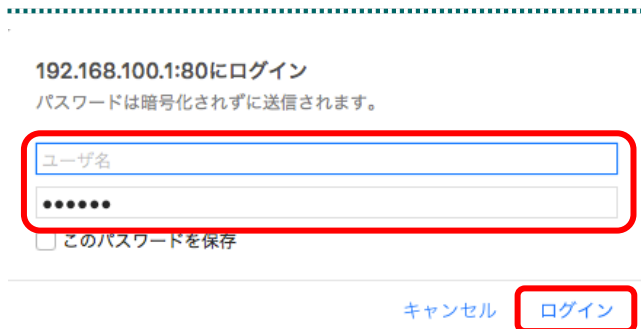 192.168.100.1:80にログイン
パスワードは暗号化されずに送信されます。
ユーザ名
••••••
このパスワードを保存
キャンセル ログイン